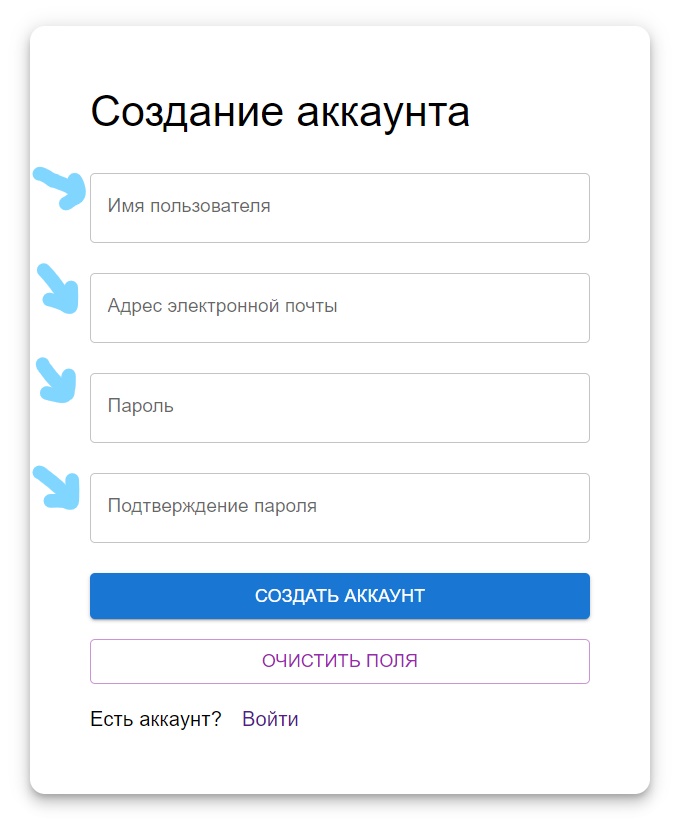 Создание аккаунта
Имя пользователя
Адрес электронной почты
Пароль
Подтверждение пароля
СОЗДАТЬ АККАУНТ
ОЧИСТИТЬ ПОЛЯ
Есть аккаунт? Войти